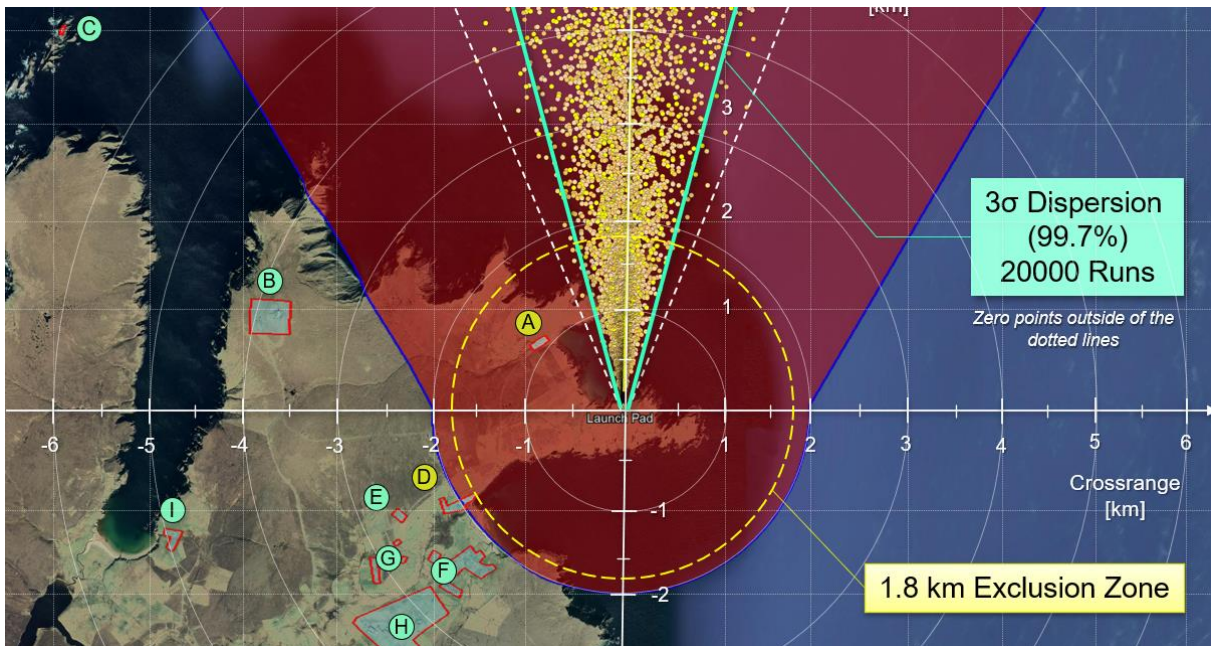 [km]
C
3
3σ Dispersion
(99.7%)
20000 Runs
2
B
A
1
Zero points outside of the
dotted lines
Launch Pad
-6
-5
-4
-3
-2
-1
1
2
3
4
5
6
D
E
Crossrange
[km]
I
-1
G
F
1.8 km Exclusion Zone
-2
H